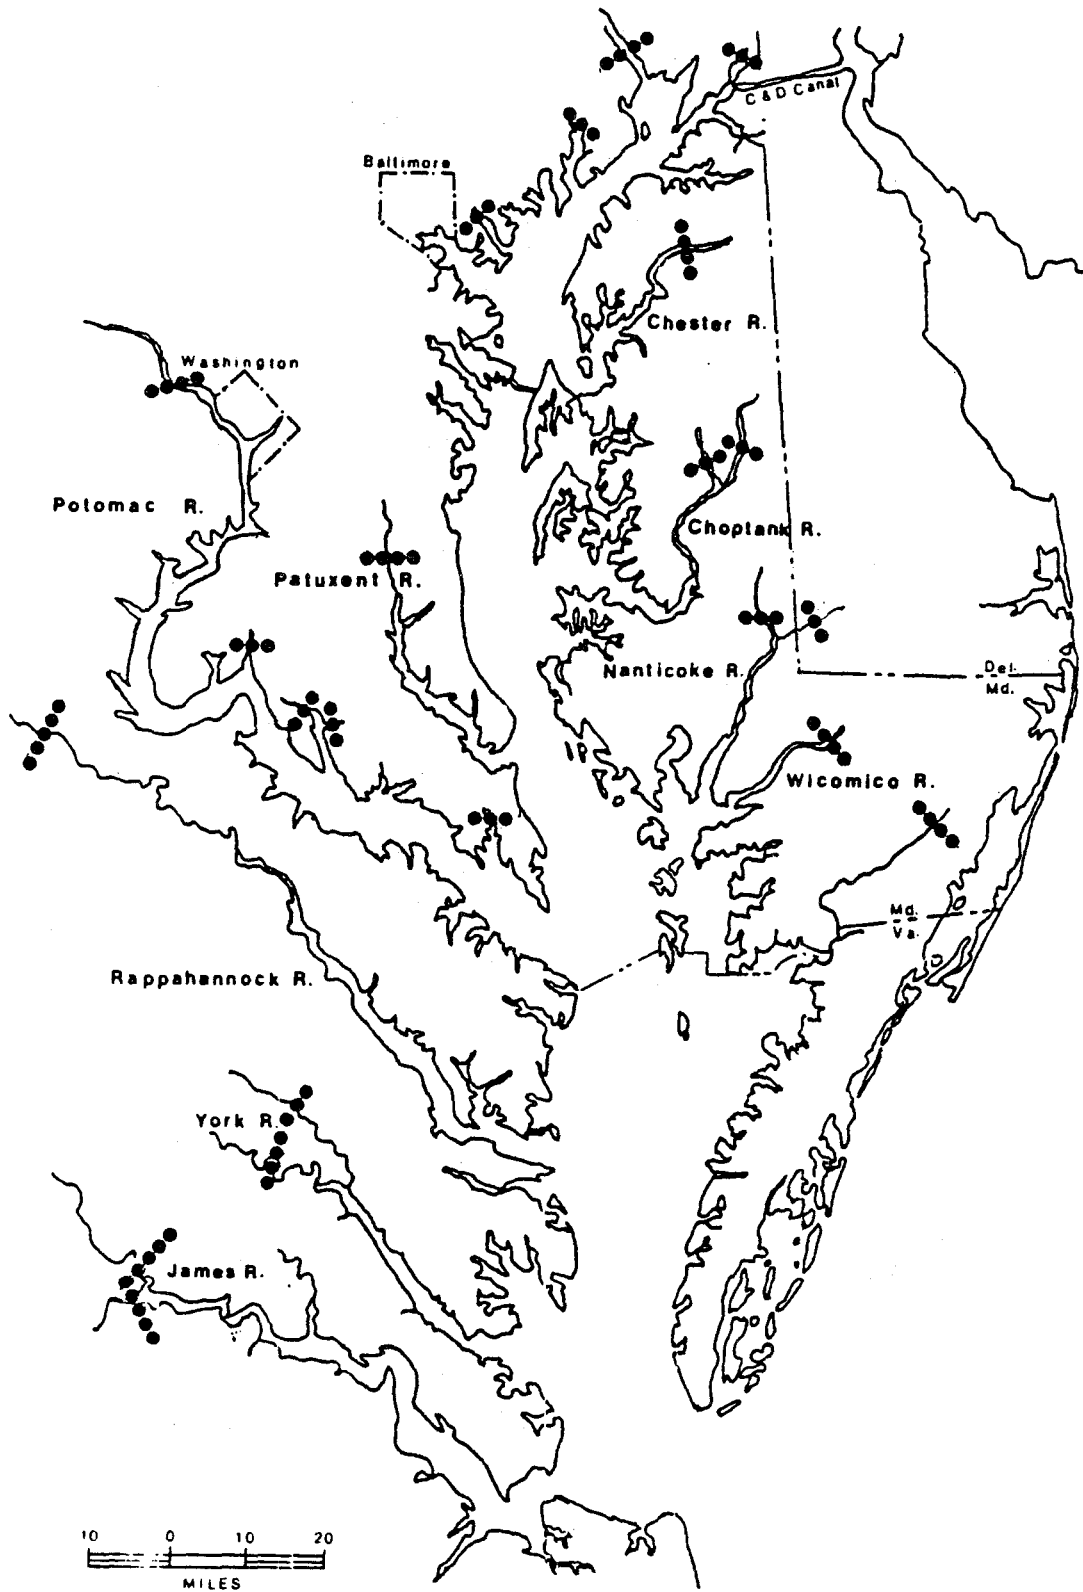 C & D Canal
Baltimore
Chester R.
Washington
Potomac R.
Choptank R.
Patuxent R.
Nanticoke R.
Del.
Md.
Wicomico R.
Md.
Va.
Rappahannock R.
York R.
James R.
10 0 10 20
MILES